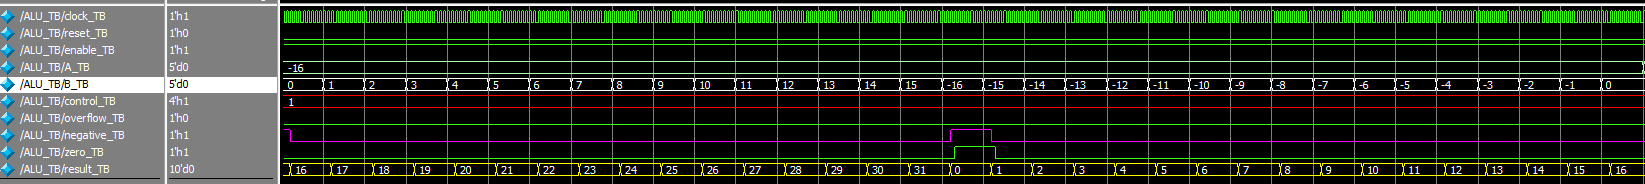 /ALU_TB/clock_TB 1'h1
/ALU_TB/reset_TB 1'h0
/ALU_TB/enable_TB 1'h1
/ALU_TB/A_TB 5'd0 -16
/ALU_TB/B_TB 5'd0 0 1 2 3 4 5 6 7 8 9 10 11 12 13 14 15 -16 -15 -14 -13 -12 -11 -10 -9 -8 -7 -6 -5 -4 -3 -2 -1 0
/ALU_TB/control_TB 4'h1 1
/ALU_TB/overflow_TB 1'h0
/ALU_TB/negative_TB 1'h1
/ALU_TB/zero_TB 1'h1
/ALU_TB/result_TB 10'd0 16 17 18 19 20 21 22 23 24 25 26 27 28 29 30 31 0 1 2 3 4 5 6 7 8 9 10 11 12 13 14 15 16